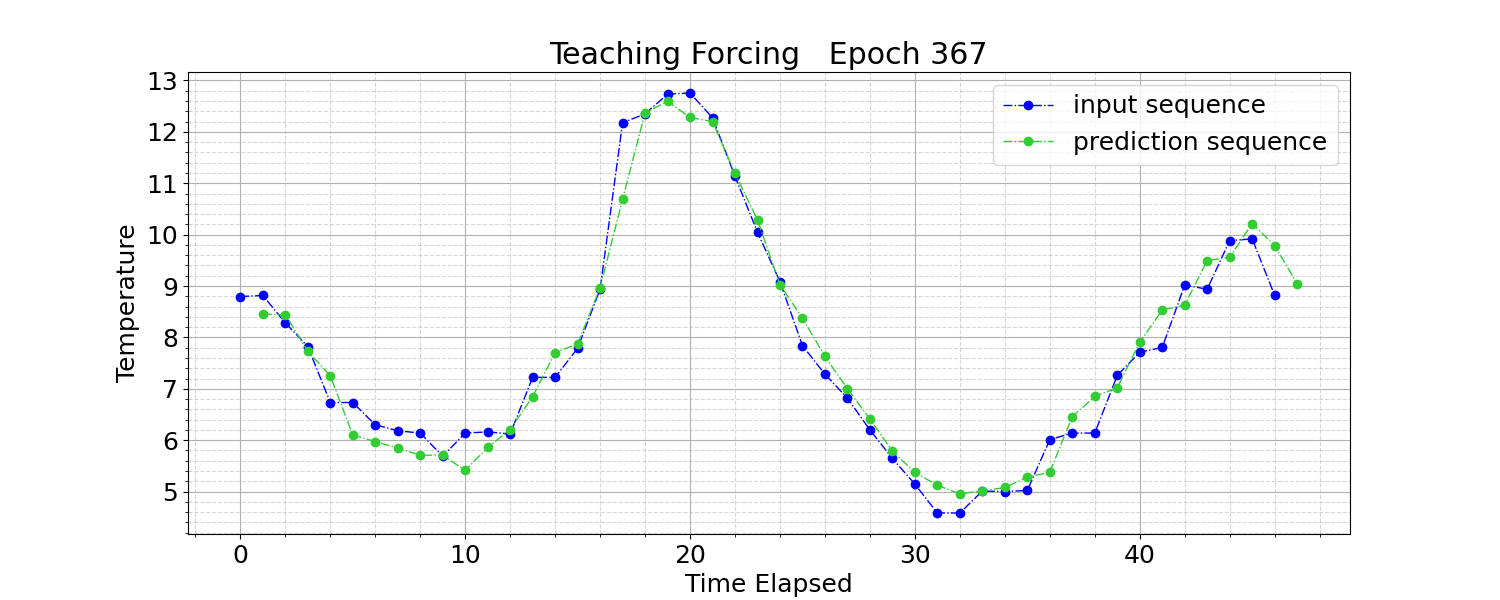 Teaching Forcing   Epoch 367
13
12
11
10
9
8
7
6
5
Temperature
input sequence
prediction sequence
0 10 20 30 40
Time Elapsed